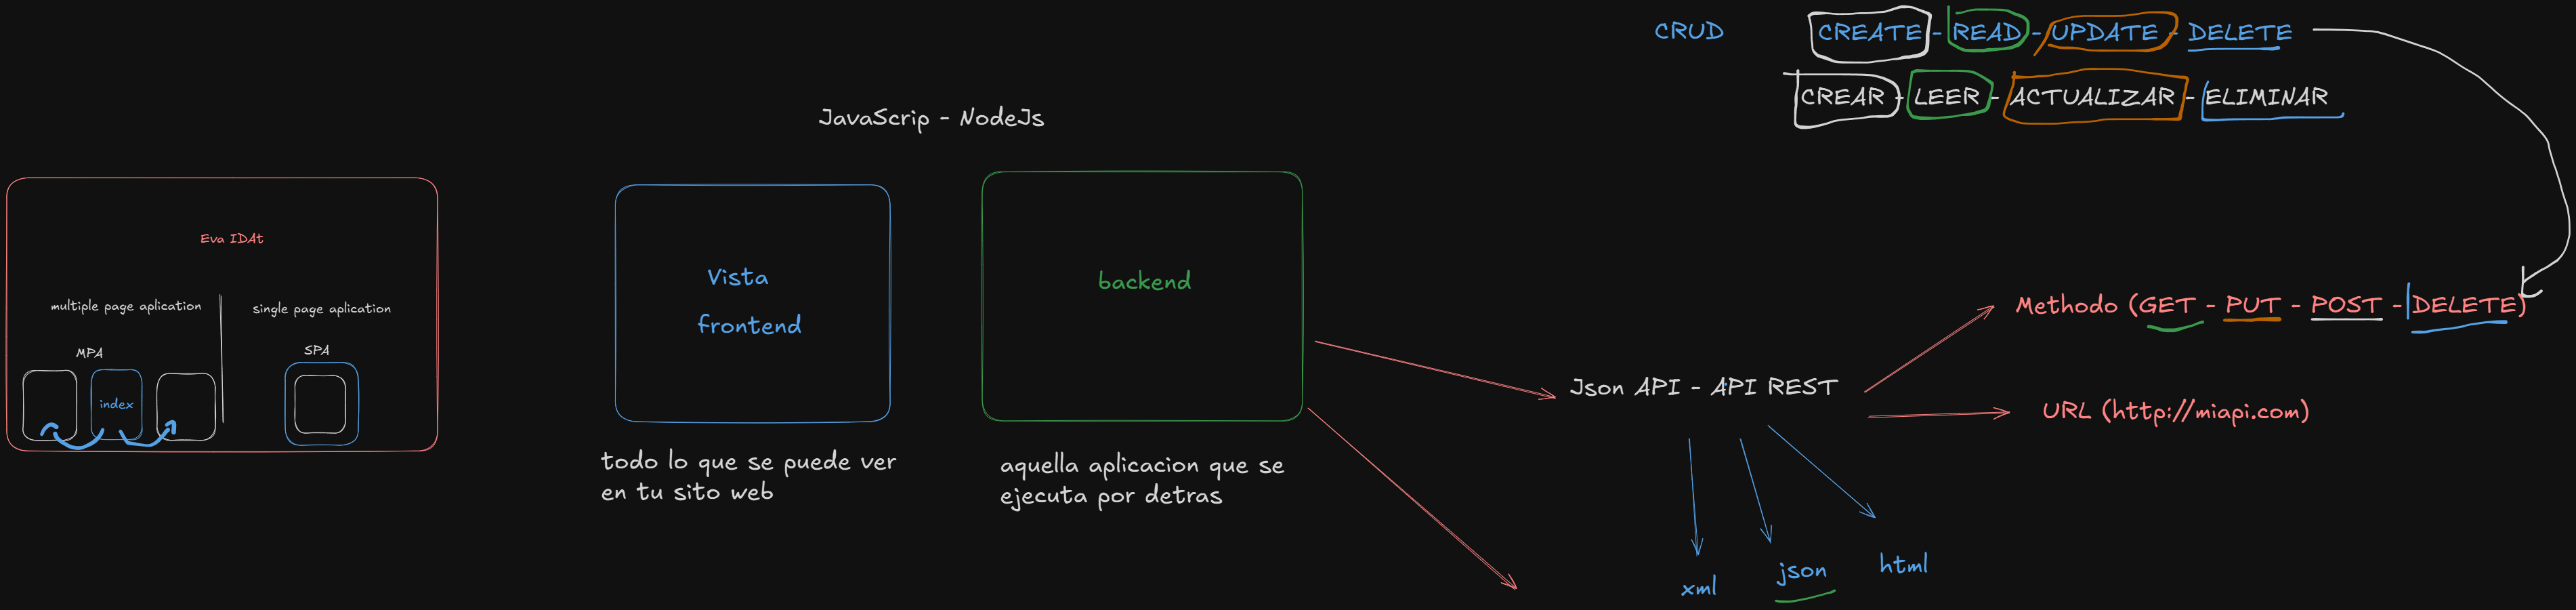 CRUD
CREATE - READ - UPDATE - DELETE
CREAR - LEER - ACTUALIZAR - ELIMINAR
JavaScrip - NodeJs
Eva IDAt
multiple page aplication
single page aplication
MPA
SPA
index
Vista
frontend
todo lo que se puede ver
en tu sito web
backend
aquella aplicacion que se
ejecuta por detras
Json API - API REST
Methodo (GET - PUT - POST - DELETE)
URL (http://miapi.com)
xml
json
html